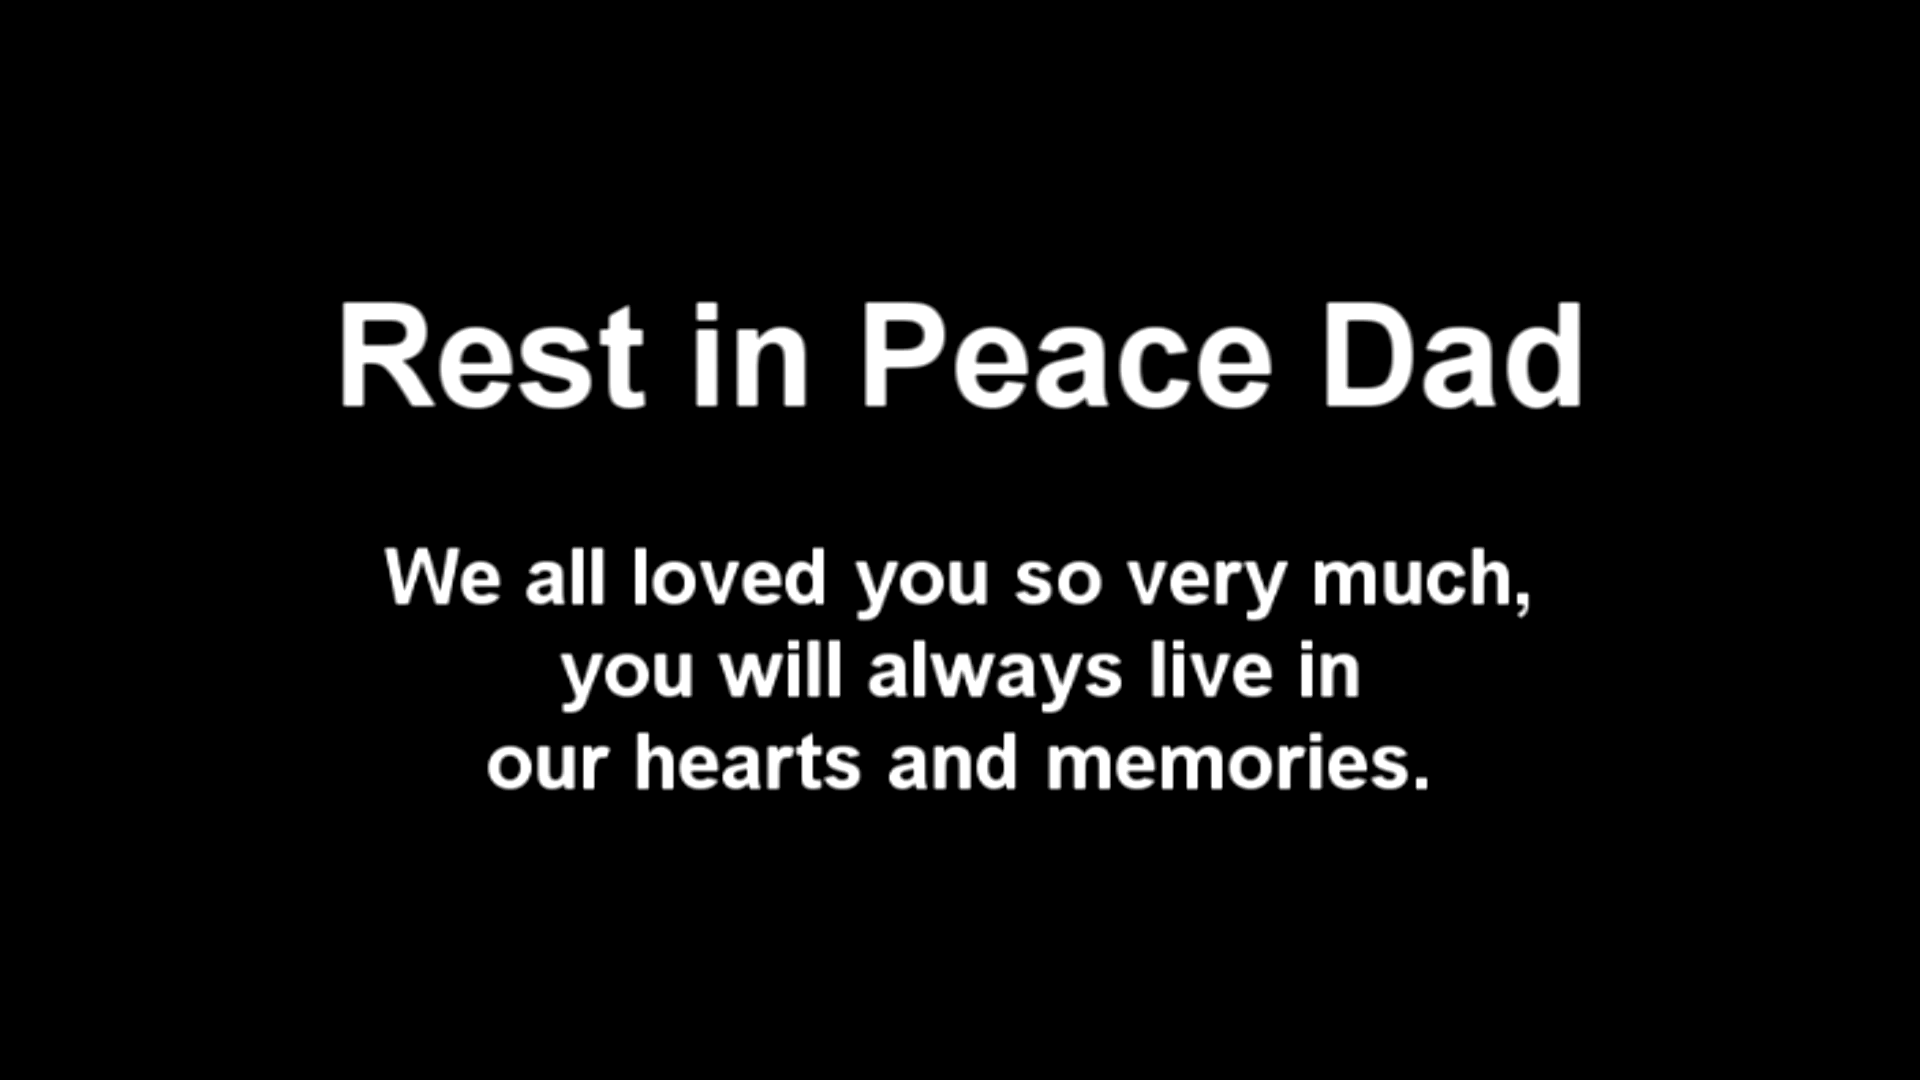 Rest in Peace Dad
We all loved you so very much,
you will always live in
our hearts and memories.